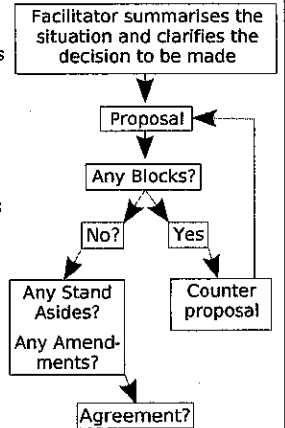 Facilitator summarises the
situation and clarifies the
decision to be made
s
Proposal
Any Blocks?
No?
Yes
Any Stand
Asides?
Any Amend-
ments?
Counter
proposal
Agreement?